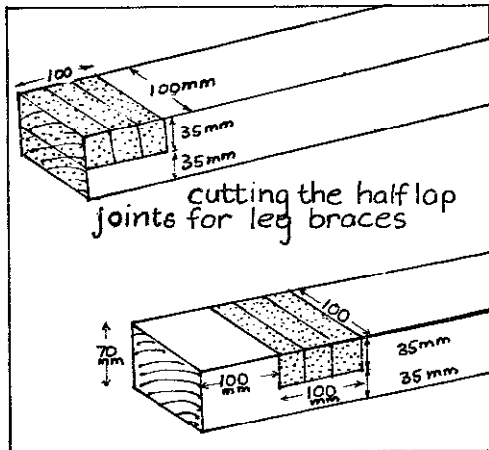 100
100mm
35mm
35mm
cutting the half lap
joints for leg braces
100
70
mm
100
mm
100
mm
35mm
35mm